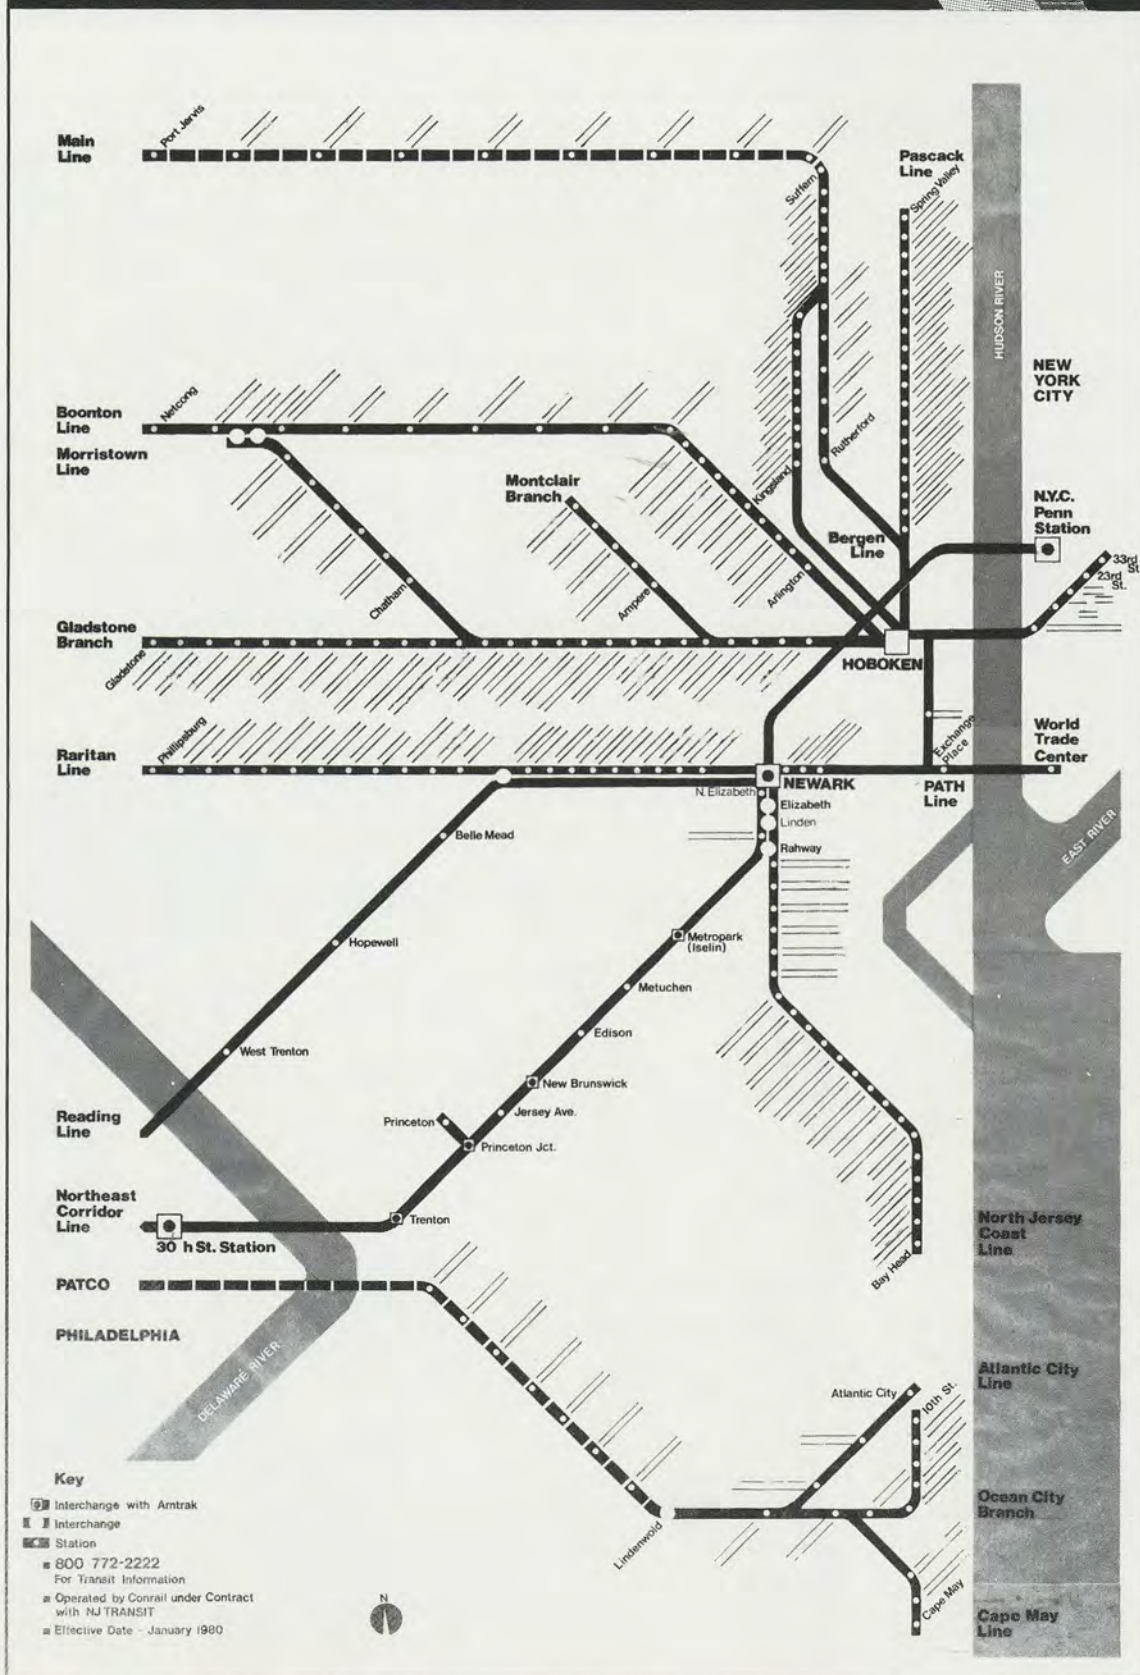 Main
Line
Port Jervis
Suffern
Pascack
Line
Spring Valley
HUDSON RIVER
NEW
YORK
CITY
Boonton
Line
Netcong
Morristown
Line
Montclair
Branch
Kingsland
Rutherford
Bergen
Line
N.Y.C.
Penn
Station
33rd
St.
23rd
St.
Chatham
Ampere
Arlington
Gladstone
Branch
Gladstone
HOBOKEN
Raritan
Line
Phillipsburg
Exchange
Place
World
Trade
Center
NEWARK
PATH
Line
N. Elizabeth
Elizabeth
Linden
Rahway
EAST RIVER
Belle Mead
Hopewell
West Trenton
Metropark
(Iselin)
Metuchen
Edison
New Brunswick
Jersey Ave.
Princeton
Princeton Jct.
Reading
Line
Northeast
Corridor
Line
Trenton
30 h St. Station
North Jersey
Coast
Line
Bay Head
PATCO
PHILADELPHIA
DELAWARE RIVER
Atlantic City
Line
Atlantic City
10th St.
Ocean City
Branch
Lindenwold
Cape May
Cape May
Line
Key
Interchange with Amtrak
Interchange
Station
800 772-2222
For Transit Information
Operated by Conrail under Contract
with NJ TRANSIT
Effective Date - January 1980
N